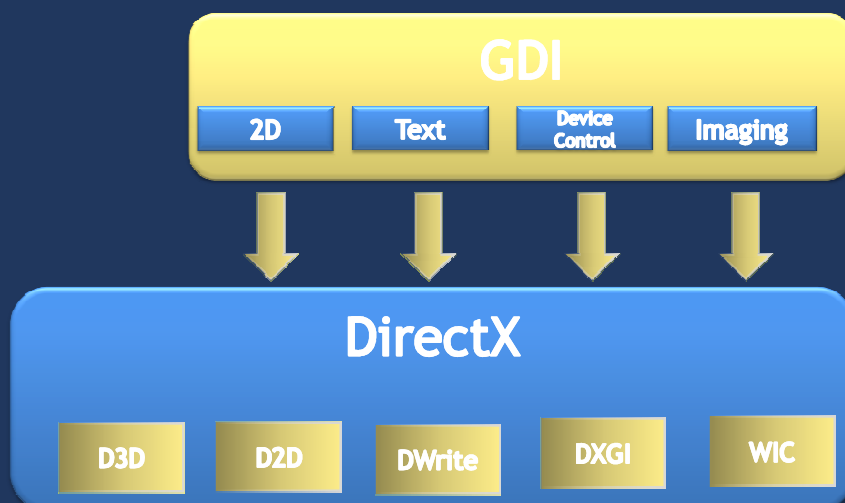 GDI
2D
Text
Device
Control
Imaging
DirectX
D3D
D2D
DWrite
DXGI
WIC